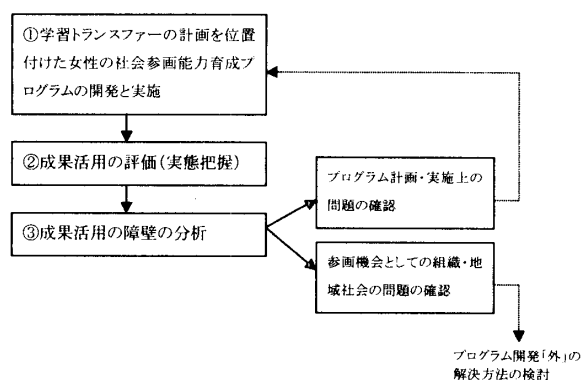 ①学習トランスファーの計画を位置
付けた女性の社会参画能力育成プ
ログラムの開発と実施
②成果活用の評価(実態把握)
③成果活用の障壁の分析
プログラム計画・実施上の
問題の確認
参画機会としての組織・地
域社会の問題の確認
プログラム開発「外」の
解決方法の検討